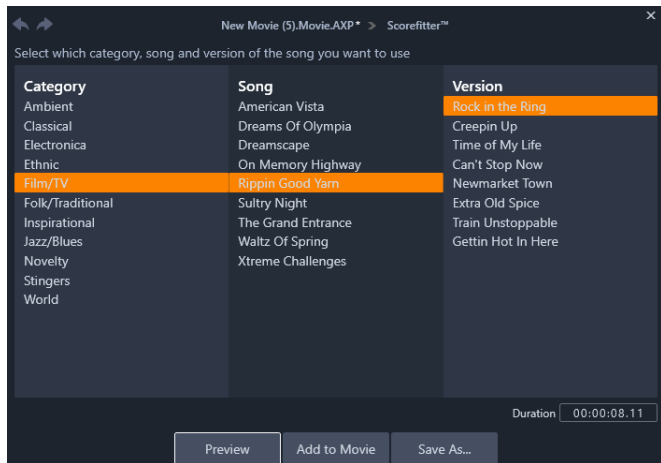 New Movie (5).Movie.AXP* > Scorefitter™
Select which category, song and version of the song you want to use
Category
Ambient
Classical
Electronica
Ethnic
Film/TV
Folk/Traditional
Inspirational
Jazz/Blues
Novelty
Stingers
World
Song
American Vista
Dreams Of Olympia
Dreamscape
On Memory Highway
Rippin Good Yarn
Sultry Night
The Grand Entrance
Waltz Of Spring
Xtreme Challenges
Version
Rock in the Ring
Creepin Up
Time of My Life
Can't Stop Now
Newmarket Town
Extra Old Spice
Train Unstoppable
Gettin Hot In Here
Duration 00:00:08.11
Preview Add to Movie Save As...